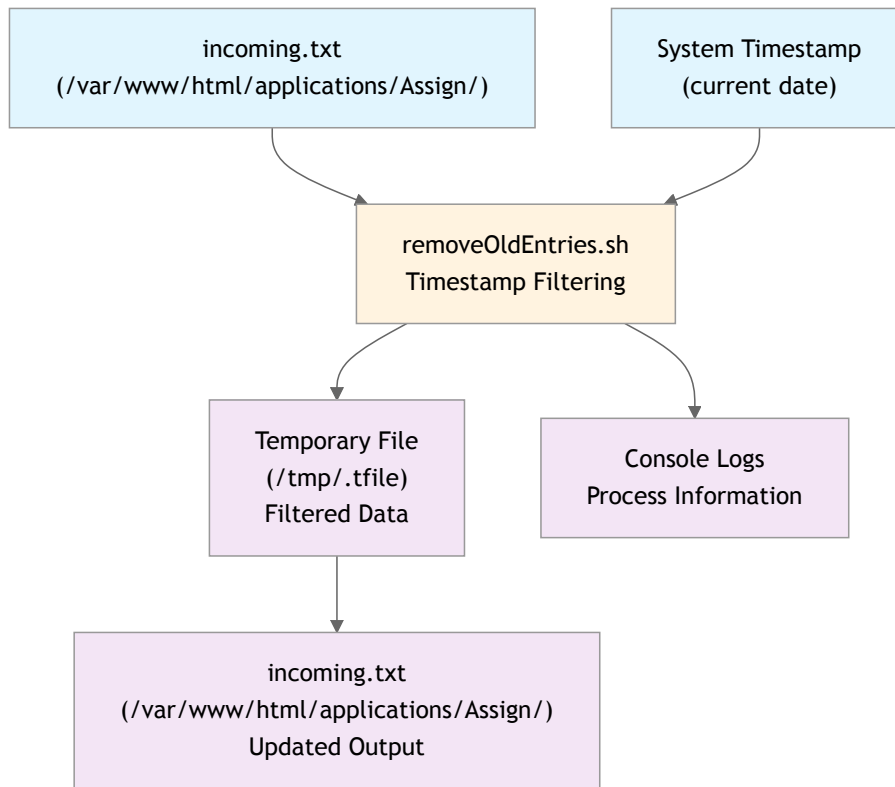 incoming.txt
(/var/www/html/applications/Assign/)
System Timestamp
(current date)
removeOldEntries.sh
Timestamp Filtering
Temporary File
(/tmp/.tfile)
Filtered Data
Console Logs
Process Information
incoming.txt
(/var/www/html/applications/Assign/)
Updated Output